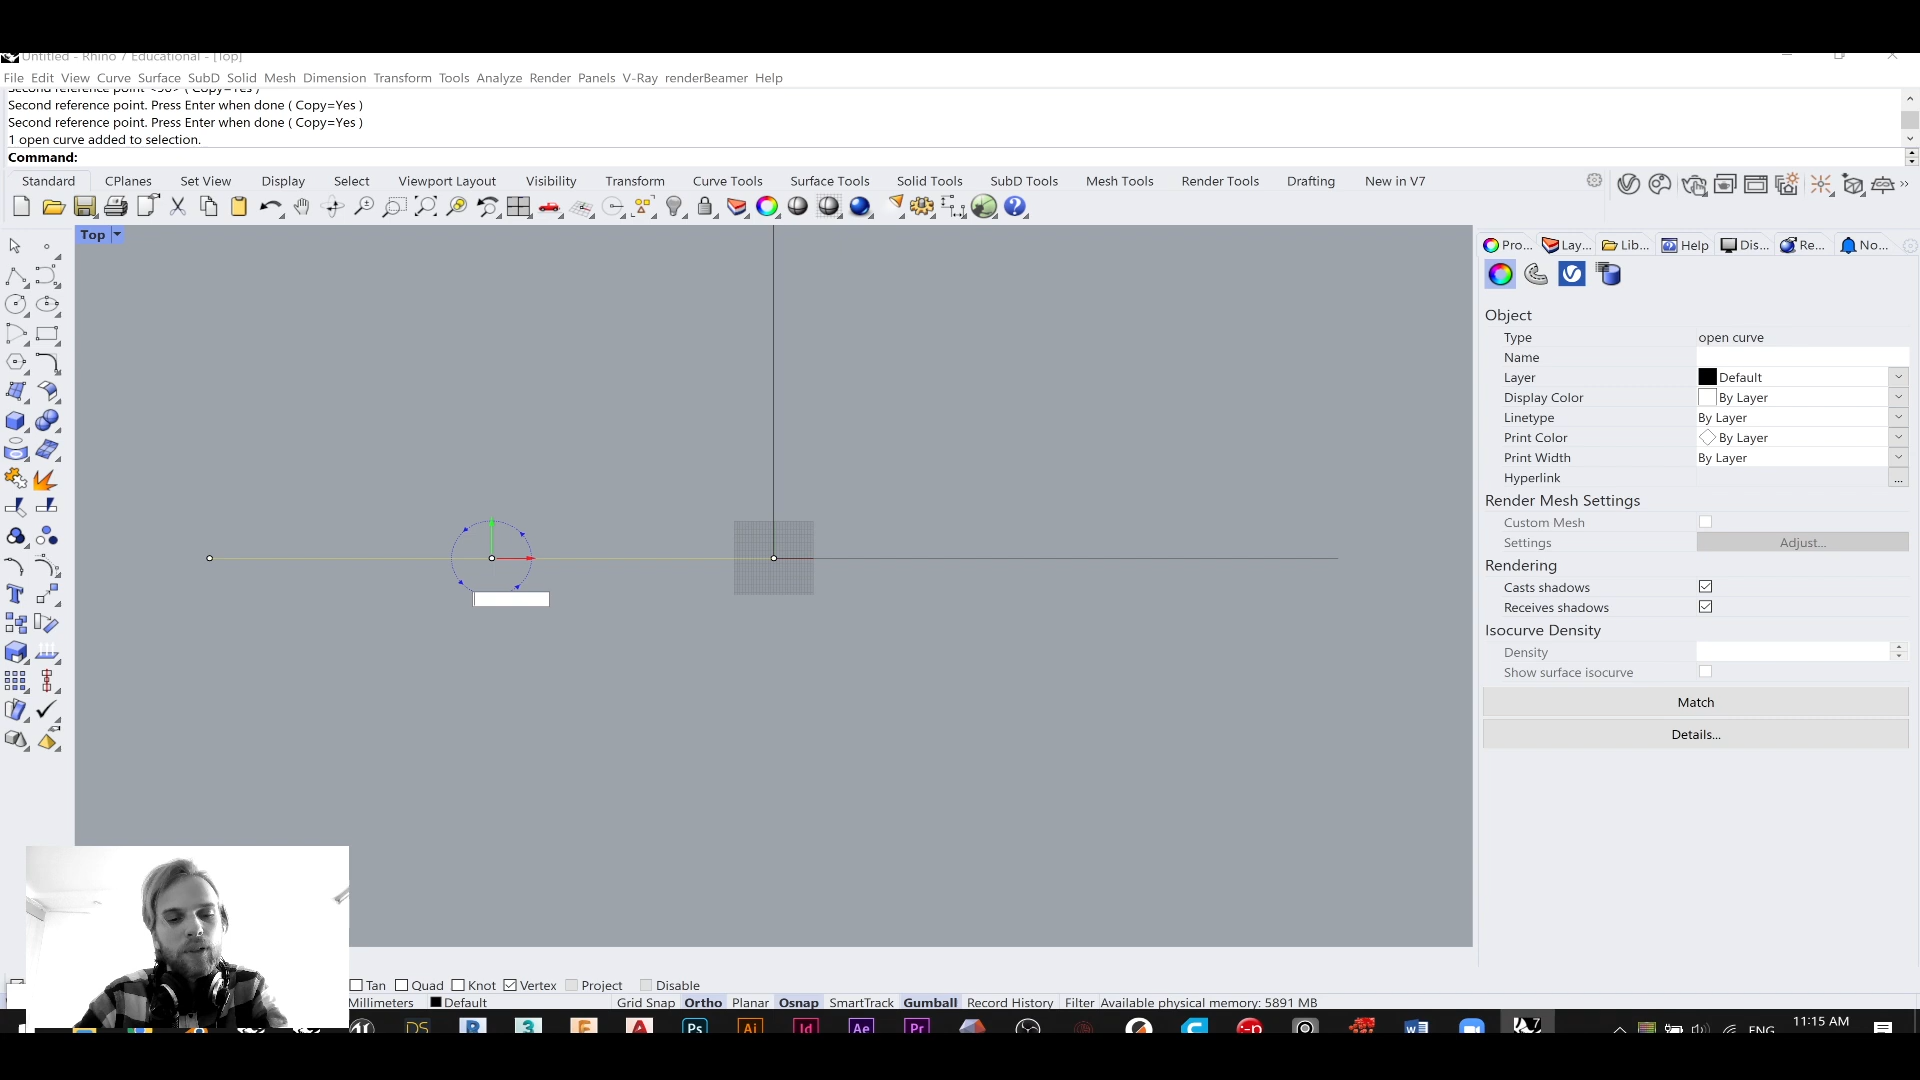 Untitled - Rhino 7 Educational - [Top]
File Edit View Curve Surface SubD Solid Mesh Dimension Transform Tools Analyze Render Panels V-Ray renderBeamer Help
Second reference point. Press Enter when done ( Copy=Yes )
Second reference point. Press Enter when done ( Copy=Yes )
1 open curve added to selection.
Command:
Standard CPlanes Set View Display Select Viewport Layout Visibility Transform Curve Tools Surface Tools Solid Tools SubD Tools Mesh Tools Render Tools Drafting New in V7
Top
Pro... Lay... Lib... Help Dis... Re... No...
Object
Type open curve
Name
Layer Default
Display Color By Layer
Linetype By Layer
Print Color By Layer
Print Width By Layer
Hyperlink ...
Render Mesh Settings
Custom Mesh
Settings Adjust...
Rendering
Casts shadows
Receives shadows
Isocurve Density
Density
Show surface isocurve
Match
Details...
Tan Quad Knot Vertex Project Disable
Millimeters Default Grid Snap Ortho Planar Osnap SmartTrack Gumball Record History Filter Available physical memory: 5891 MB
DS R 3 F A Ps Ai Id Ae Pr
ENG 11:15 AM